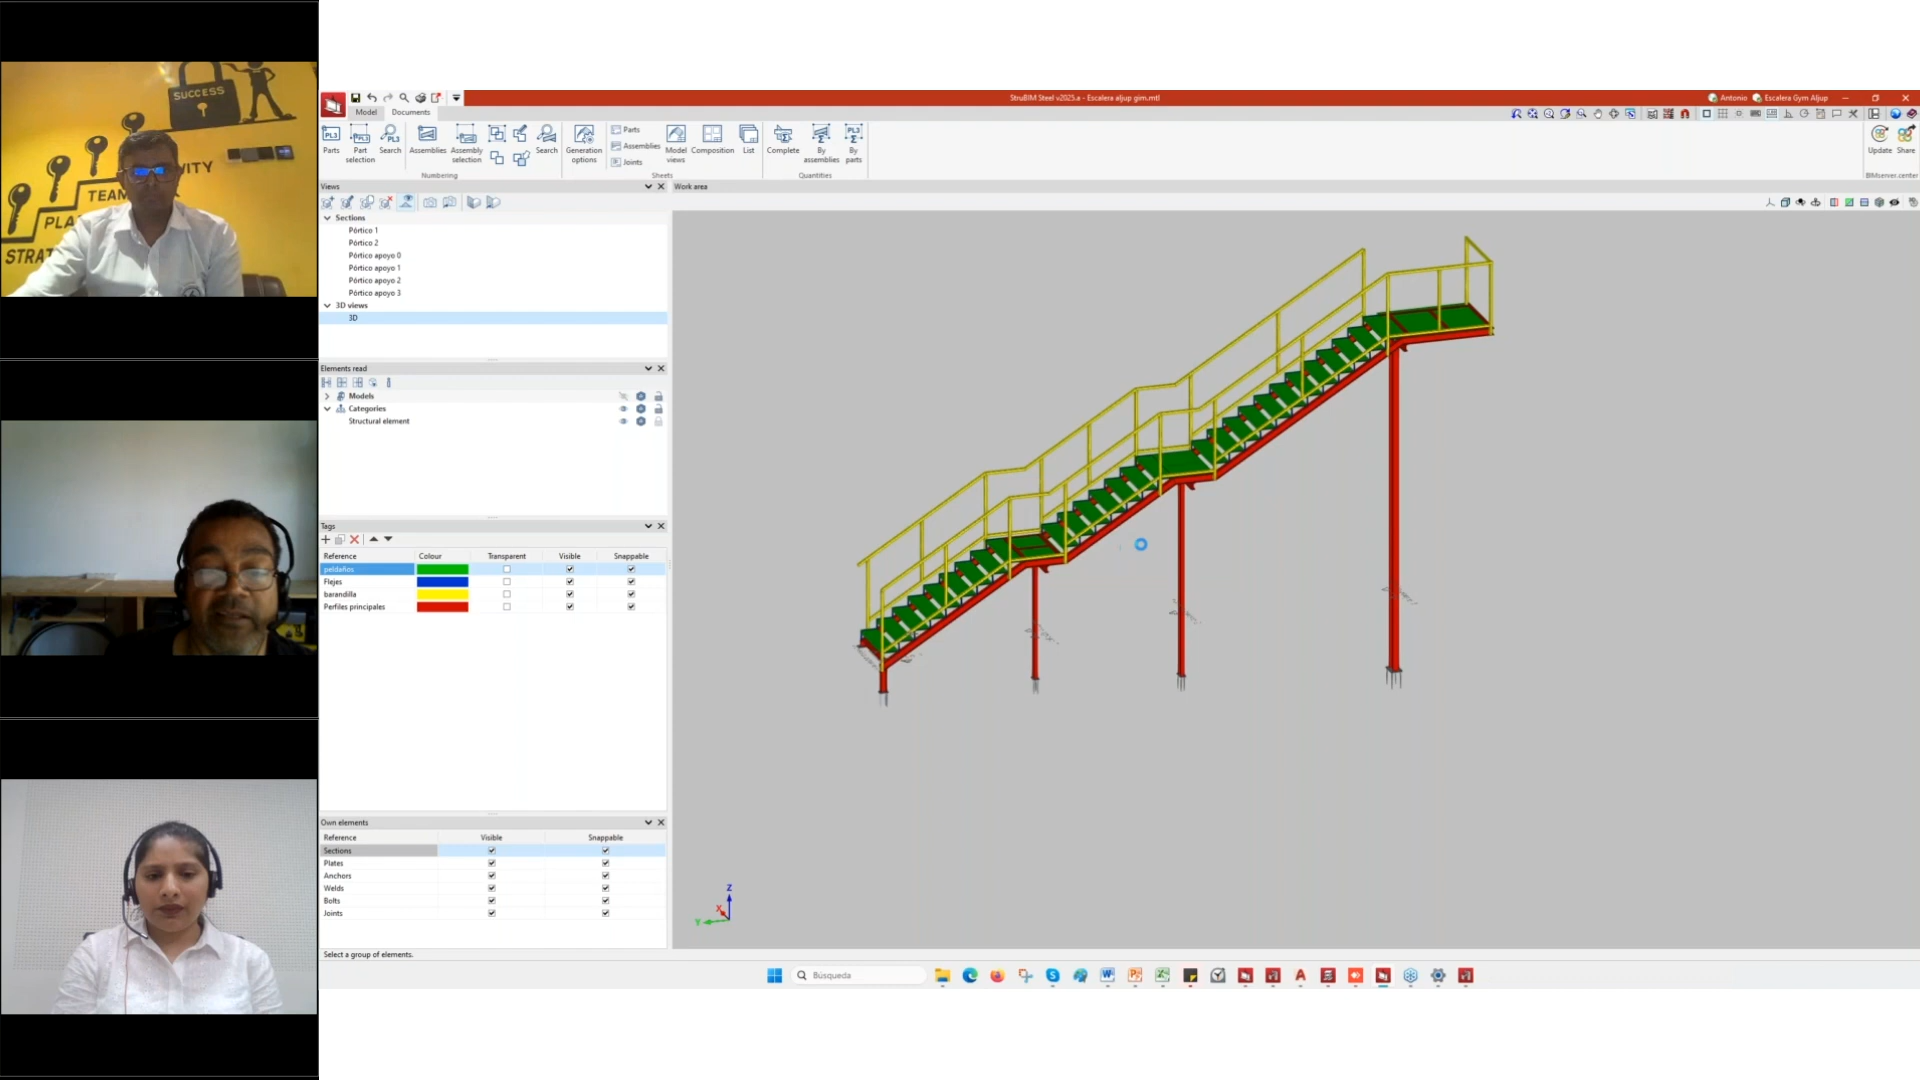 SUCCESS
VITY
TEAM
PLA
STRAT
StruBIM Steel v2025.a - Escalera aljup gim.mtl
Antonio
Escalera Gym Aljup
Model
Documents
Parts
Part selection
Search
Assemblies
Assembly selection
Search
Numbering
Generation options
Parts
Assemblies
Joints
Model views
Composition
List
Sheets
Complete
By assemblies
By parts
Quantities
Update
Share
BIMserver.center
Views
Work area
Sections
Pórtico 1
Pórtico 2
Pórtico apoyo 0
Pórtico apoyo 1
Pórtico apoyo 2
Pórtico apoyo 3
3D views
3D
Elements read
Models
Categories
Structural element
Tags
Reference Colour Transparent Visible Snappable
peldaños
Flejes
barandilla
Perfiles principales
Own elements
Reference Visible Snappable
Sections
Plates
Anchors
Welds
Bolts
Joints
Z
X
Y
Select a group of elements.
Búsqueda